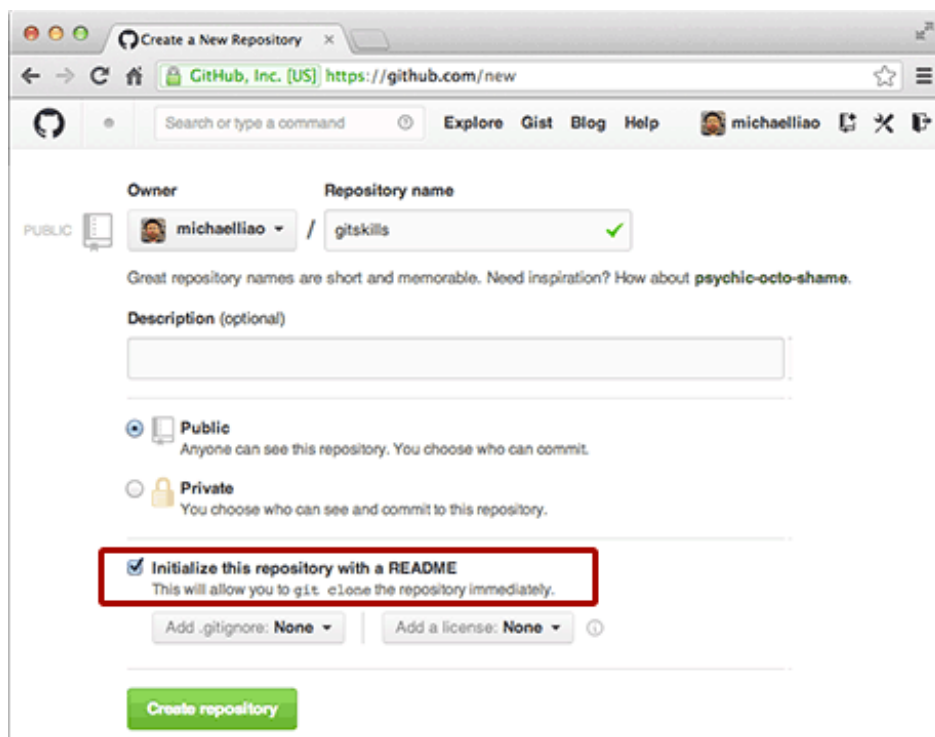 Create a New Repository
GitHub, Inc. [US] https://github.com/new
Search or type a command Explore Gist Blog Help michaelliao
Owner Repository name
PUBLIC michaelliao / gitskills
Great repository names are short and memorable. Need inspiration? How about psychic-octo-shame.
Description (optional)
Public
Anyone can see this repository. You choose who can commit.
Private
You choose who can see and commit to this repository.
Initialize this repository with a README
This will allow you to git clone the repository immediately.
Add .gitignore: None Add a license: None
Create repository